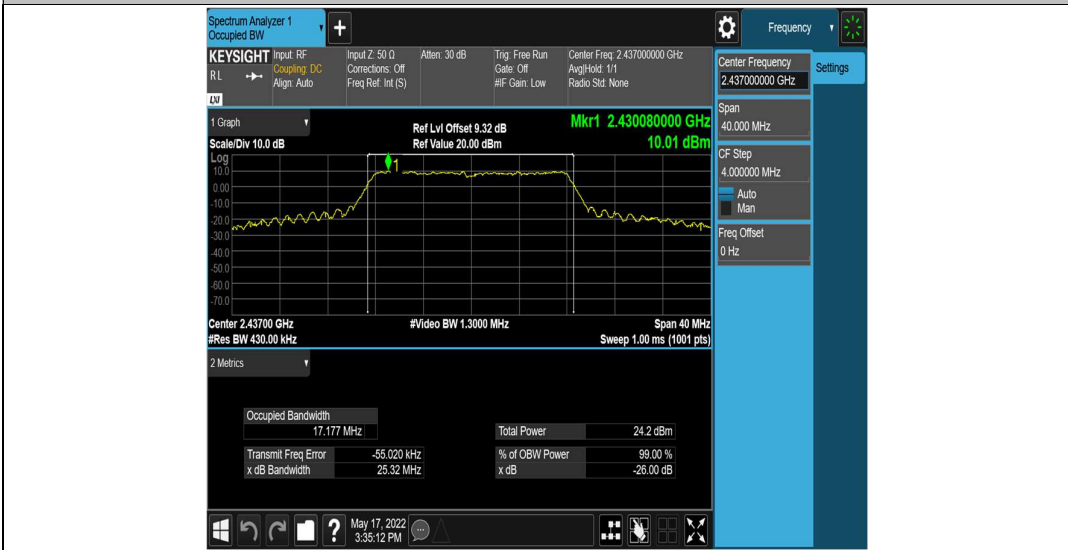 Spectrum Analyzer 1
Occupied BW
+
Frequency
KEYSIGHT Input: RF Input Z: 50 Ω Atten: 30 dB Trig: Free Run Center Freq: 2.437000000 GHz
RL Coupling: DC Corrections: Off Gate: Off Avg|Hold: 1/1
Align: Auto Freq Ref: Int (S) #IF Gain: Low Radio Std: None
LXI
Center Frequency
2.437000000 GHz
Settings
Span
40.000 MHz
CF Step
4.000000 MHz
Auto
Man
Freq Offset
0 Hz
1 Graph
Ref Lvl Offset 9.32 dB Mkr1 2.430080000 GHz
Scale/Div 10.0 dB Ref Value 20.00 dBm 10.01 dBm
Log
1
10.0
0.00
-10.0
-20.0
-30.0
-40.0
-50.0
-60.0
-70.0
Center 2.43700 GHz #Video BW 1.3000 MHz Span 40 MHz
#Res BW 430.00 kHz Sweep 1.00 ms (1001 pts)
2 Metrics
Occupied Bandwidth
17.177 MHz Total Power 24.2 dBm
Transmit Freq Error -55.020 kHz % of OBW Power 99.00 %
x dB Bandwidth 25.32 MHz x dB -26.00 dB
? May 17, 2022
3:35:12 PM